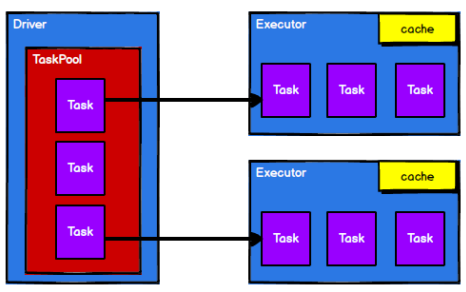 Driver
TaskPool
Task
Task
Task
Executor
cache
Task Task Task
Executor
cache
Task Task Task